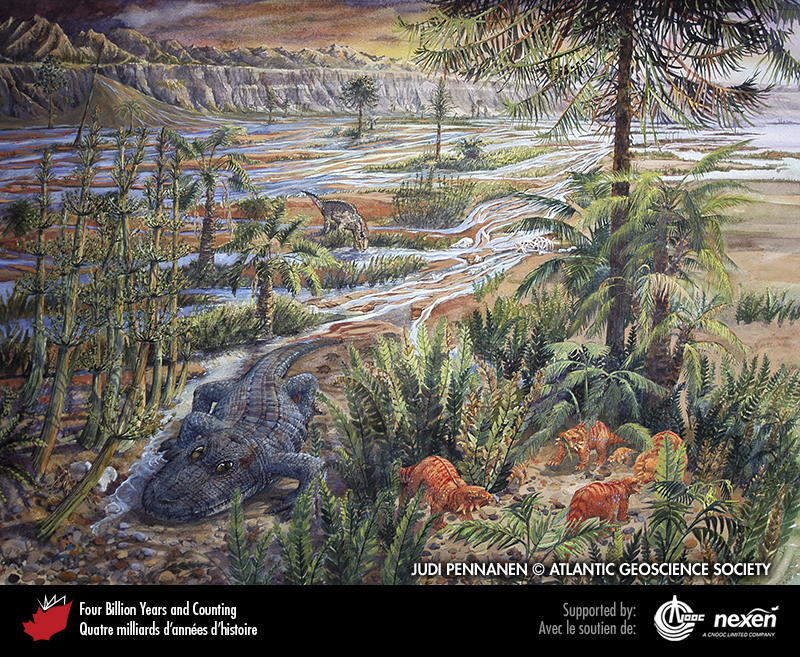 JUDI PENNANEN © ATLANTIC GEOSCIENCE SOCIETY
Four Billion Years and Counting
Quatre milliards d’années d’histoire
Supported by:
Avec le soutien de:
CNOOC
nexen
A CNOOC LIMITED COMPANY